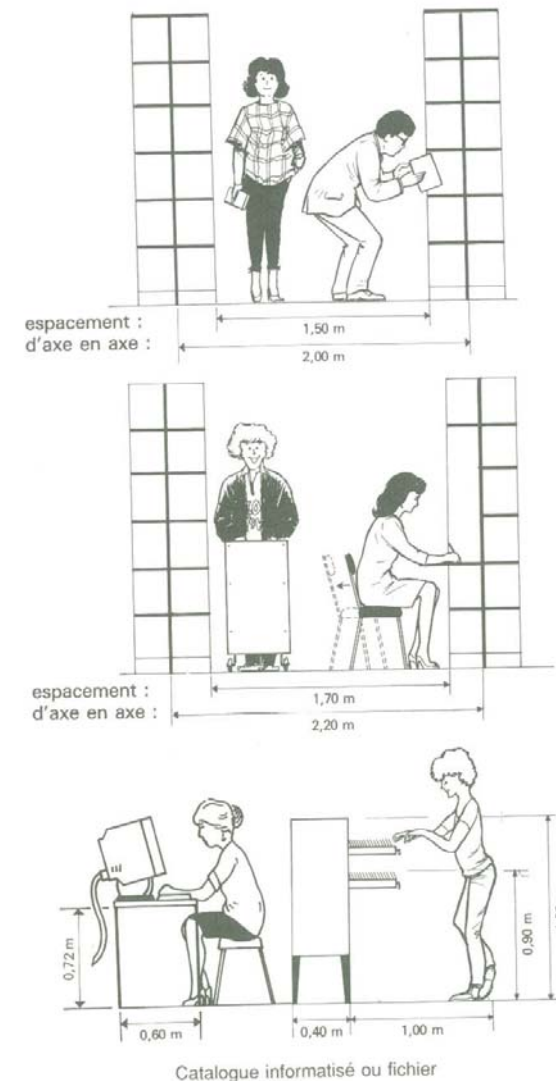 espacement :
1,50 m
d'axe en axe :
2,00 m
espacement :
1,70 m
d'axe en axe :
2,20 m
0,72 m
0,90 m
0,60 m
0,40 m
1,00 m
Catalogue informatisé ou fichier